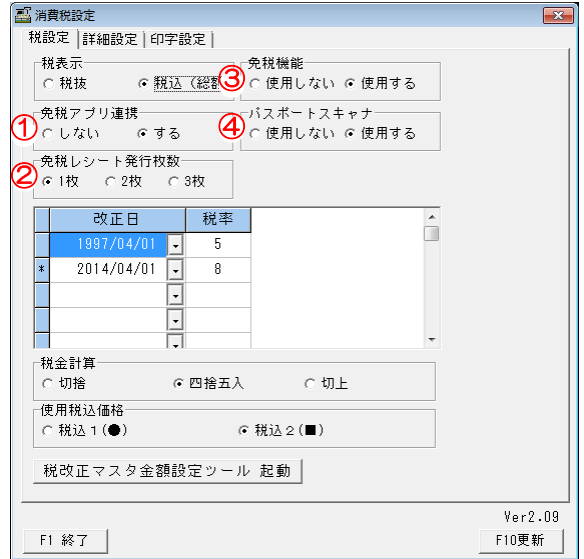 消費税設定
税設定 詳細設定 印字設定
税表示 免税機能
税抜 税込（総額 ③ 使用しない 使用する
免税アプリ連携 パスポートスキャナ
① しない する ④ 使用しない 使用する
免税レシート発行枚数
② 1枚 2枚 3枚
改正日 税率
1997/04/01 5
* 2014/04/01 8
税金計算
切捨 四捨五入 切上
使用税込価格
税込１(●) 税込２(■)
税改正マスタ金額設定ツール 起動
Ver2.09
F1 終了 F10更新